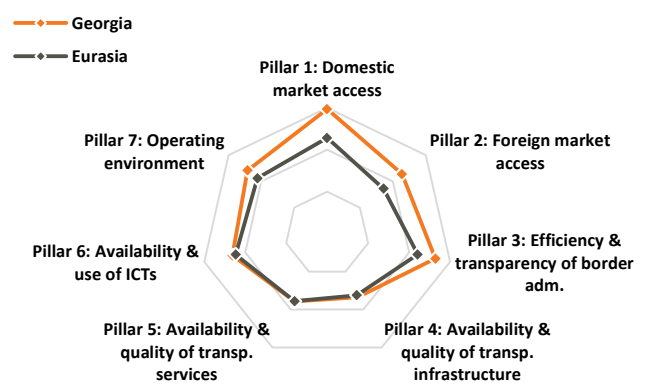 Georgia
Eurasia
Pillar 1: Domestic
market access
Pillar 7: Operating
environment
Pillar 2: Foreign market
access
Pillar 6: Availability &
use of ICTs
Pillar 3: Efficiency &
transparency of border
adm.
Pillar 5: Availability &
quality of transp.
services
Pillar 4: Availability &
quality of transp.
infrastructure